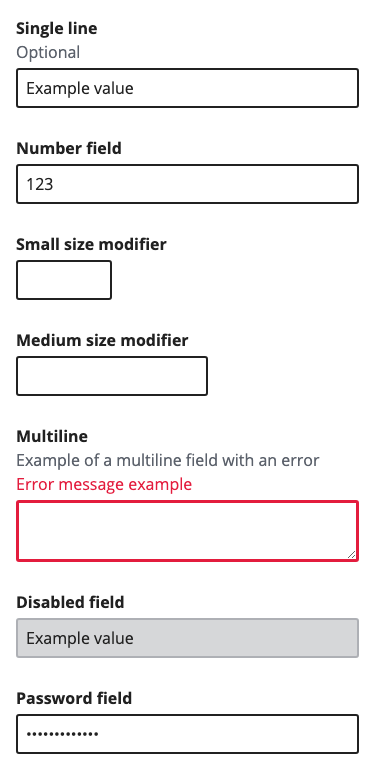 Single line
Optional
Example value
Number field
123
Small size modifier
Medium size modifier
Multiline
Example of a multiline field with an error
Error message example
Disabled field
Example value
Password field
•••••••••••••